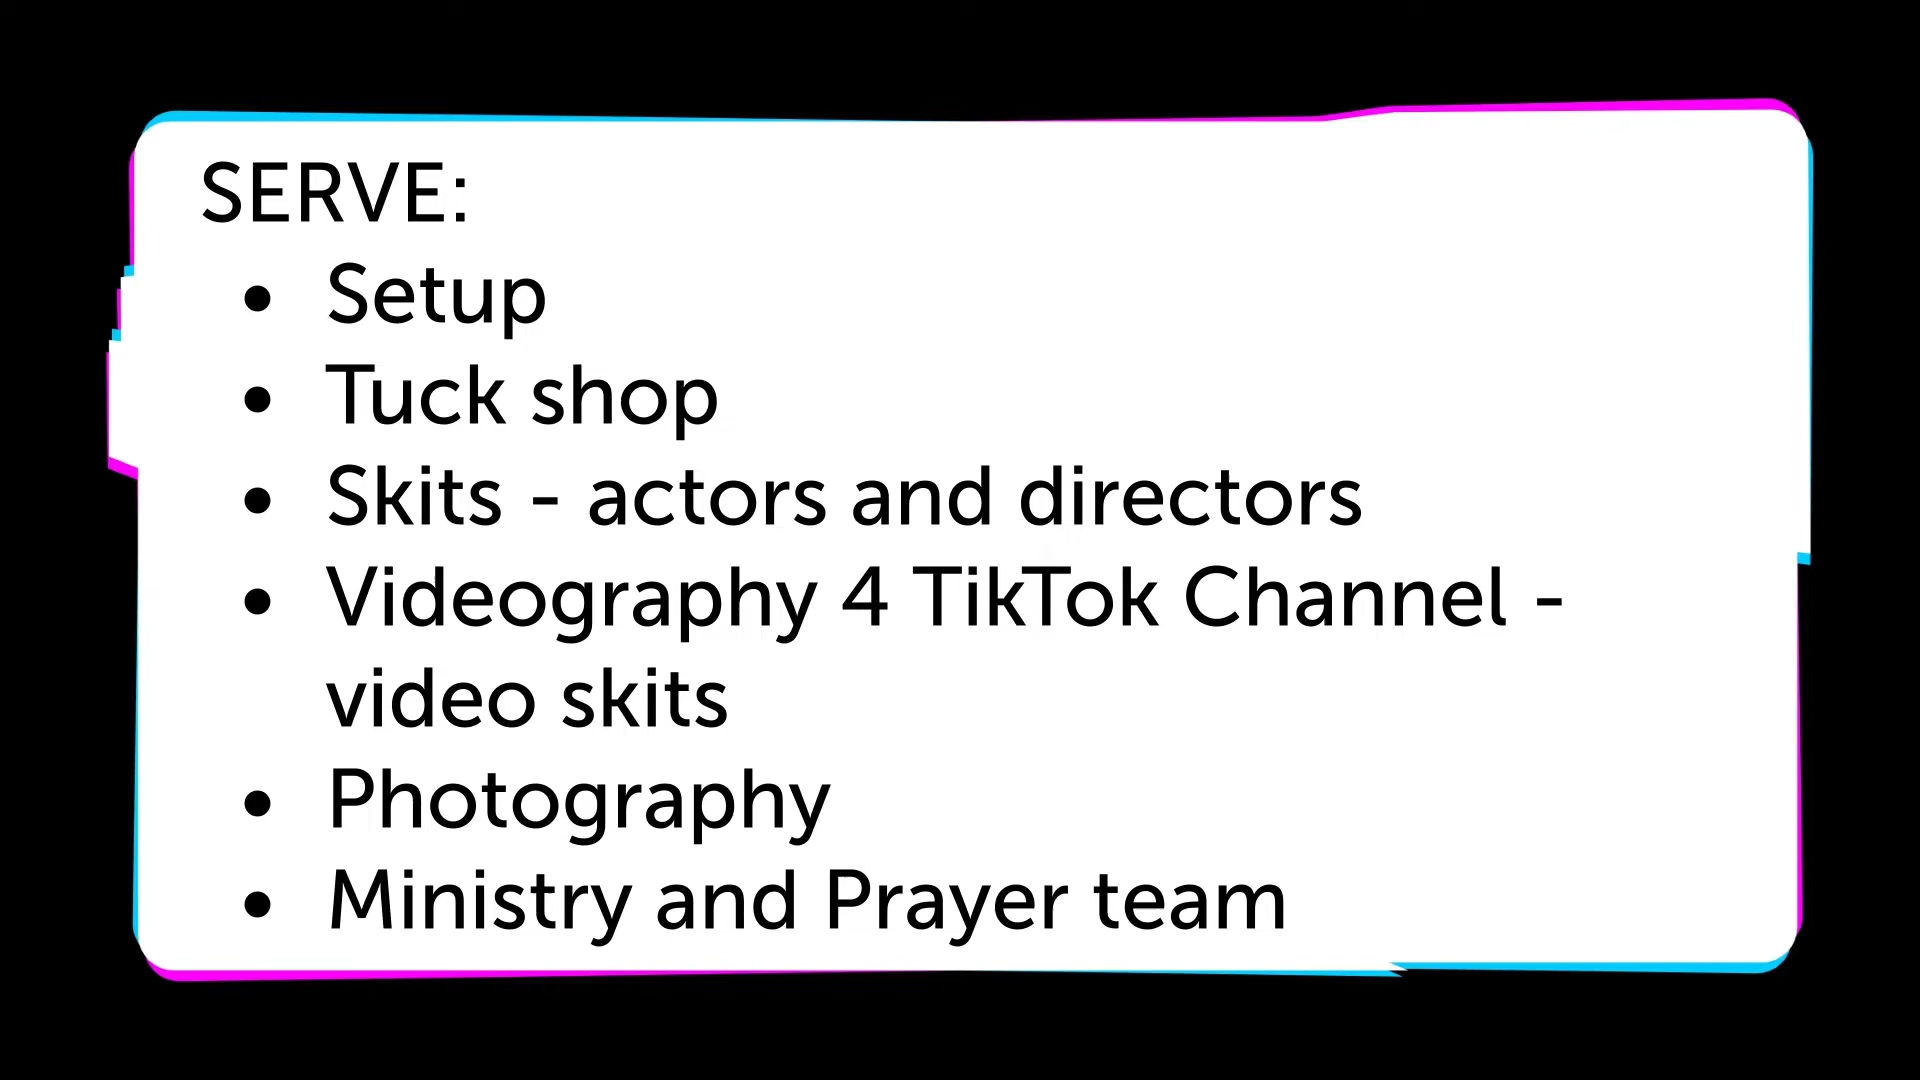 SERVE:
• Setup
• Tuck shop
• Skits - actors and directors
• Videography 4 TikTok Channel -
video skits
• Photography
• Ministry and Prayer team